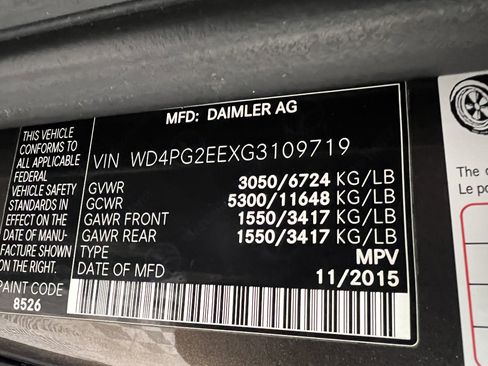 MFD: DAIMLER AG
THIS VEHICLE
CONFORMS TO
ALL APPLICABLE
FEDERAL
VEHICLE SAFETY
STANDARDS IN
EFFECT ON THE
DATE OF MANU-
FACTURE SHOWN
ON THE RIGHT.
PAINT CODE
8526
VIN WD4PG2EEXG3109719
GVWR 3050/6724 KG/LB
GCWR 5300/11648 KG/LB
GAWR FRONT 1550/3417 KG/LB
GAWR REAR 1550/3417 KG/LB
TYPE MPV
DATE OF MFD 11/2015
The
Le po